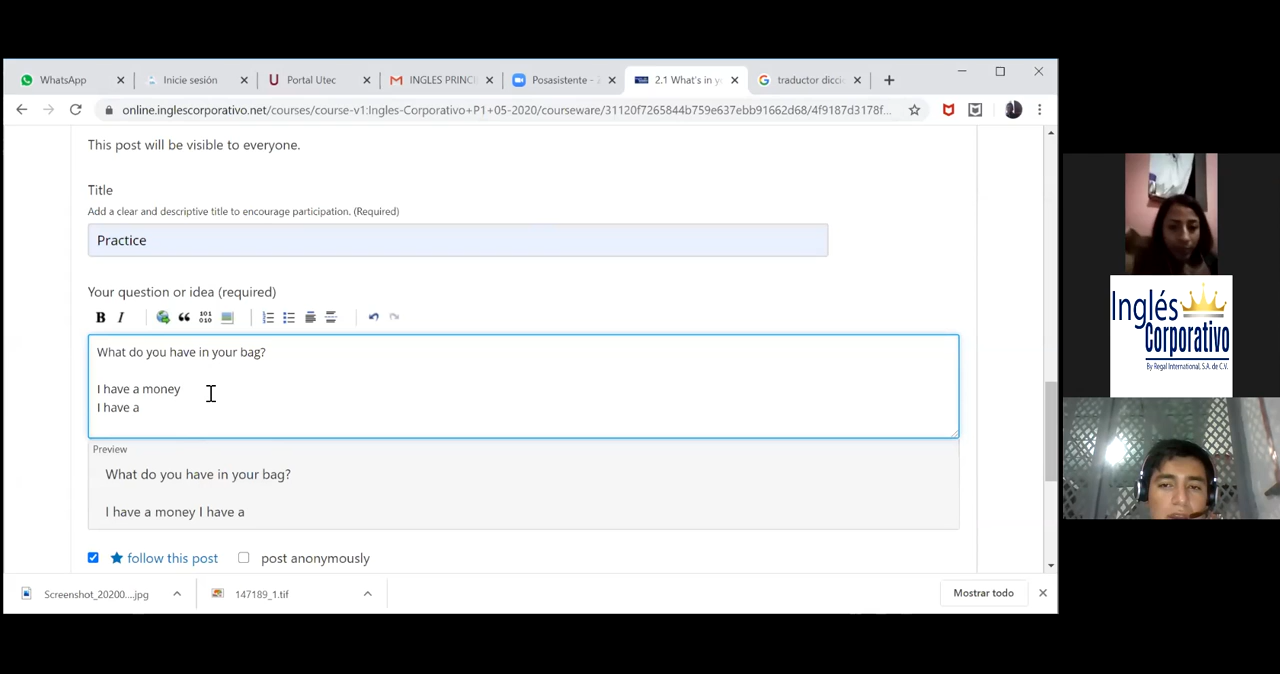 WhatsApp
Inicie sesión
Portal Utec
INGLES PRINC
Posasistente -
2.1 What's in y
traductor dicci
online.inglescorporativo.net/courses/course-v1:Ingles-Corporativo+P1+05-2020/courseware/31120f7265844b759e637ebb91662d68/4f9187d3178f...
This post will be visible to everyone.
Title
Add a clear and descriptive title to encourage participation. (Required)
Practice
Your question or idea (required)
B I
What do you have in your bag?
I have a money
I have a
Preview
What do you have in your bag?
I have a money I have a
follow this post
post anonymously
Screenshot_20200....jpg
147189_1.tif
Mostrar todo
Inglés
Corporativo
By Regal International, S.A. de C.V.